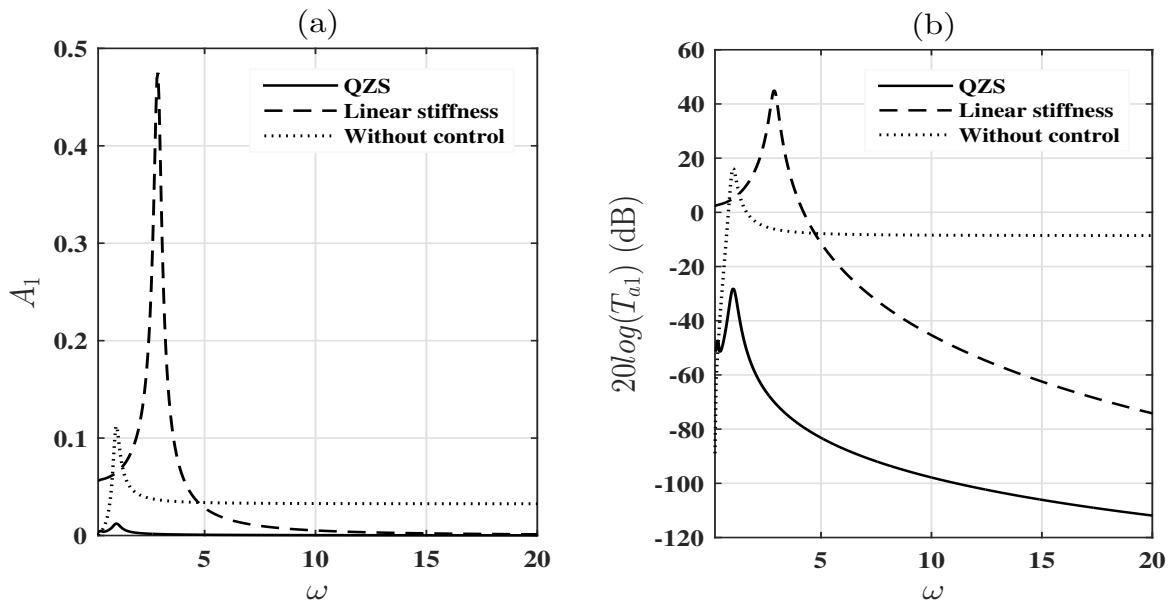 (a)
0.5
0.4
0.3
0.2
0.1
0
5
10
15
20
A₁
ω
QZS
Linear stiffness
Without control
(b)
60
40
20
0
-20
-40
-60
-80
-100
-120
5
10
15
20
20log(Tₐ₁) (dB)
ω
QZS
Linear stiffness
Without control